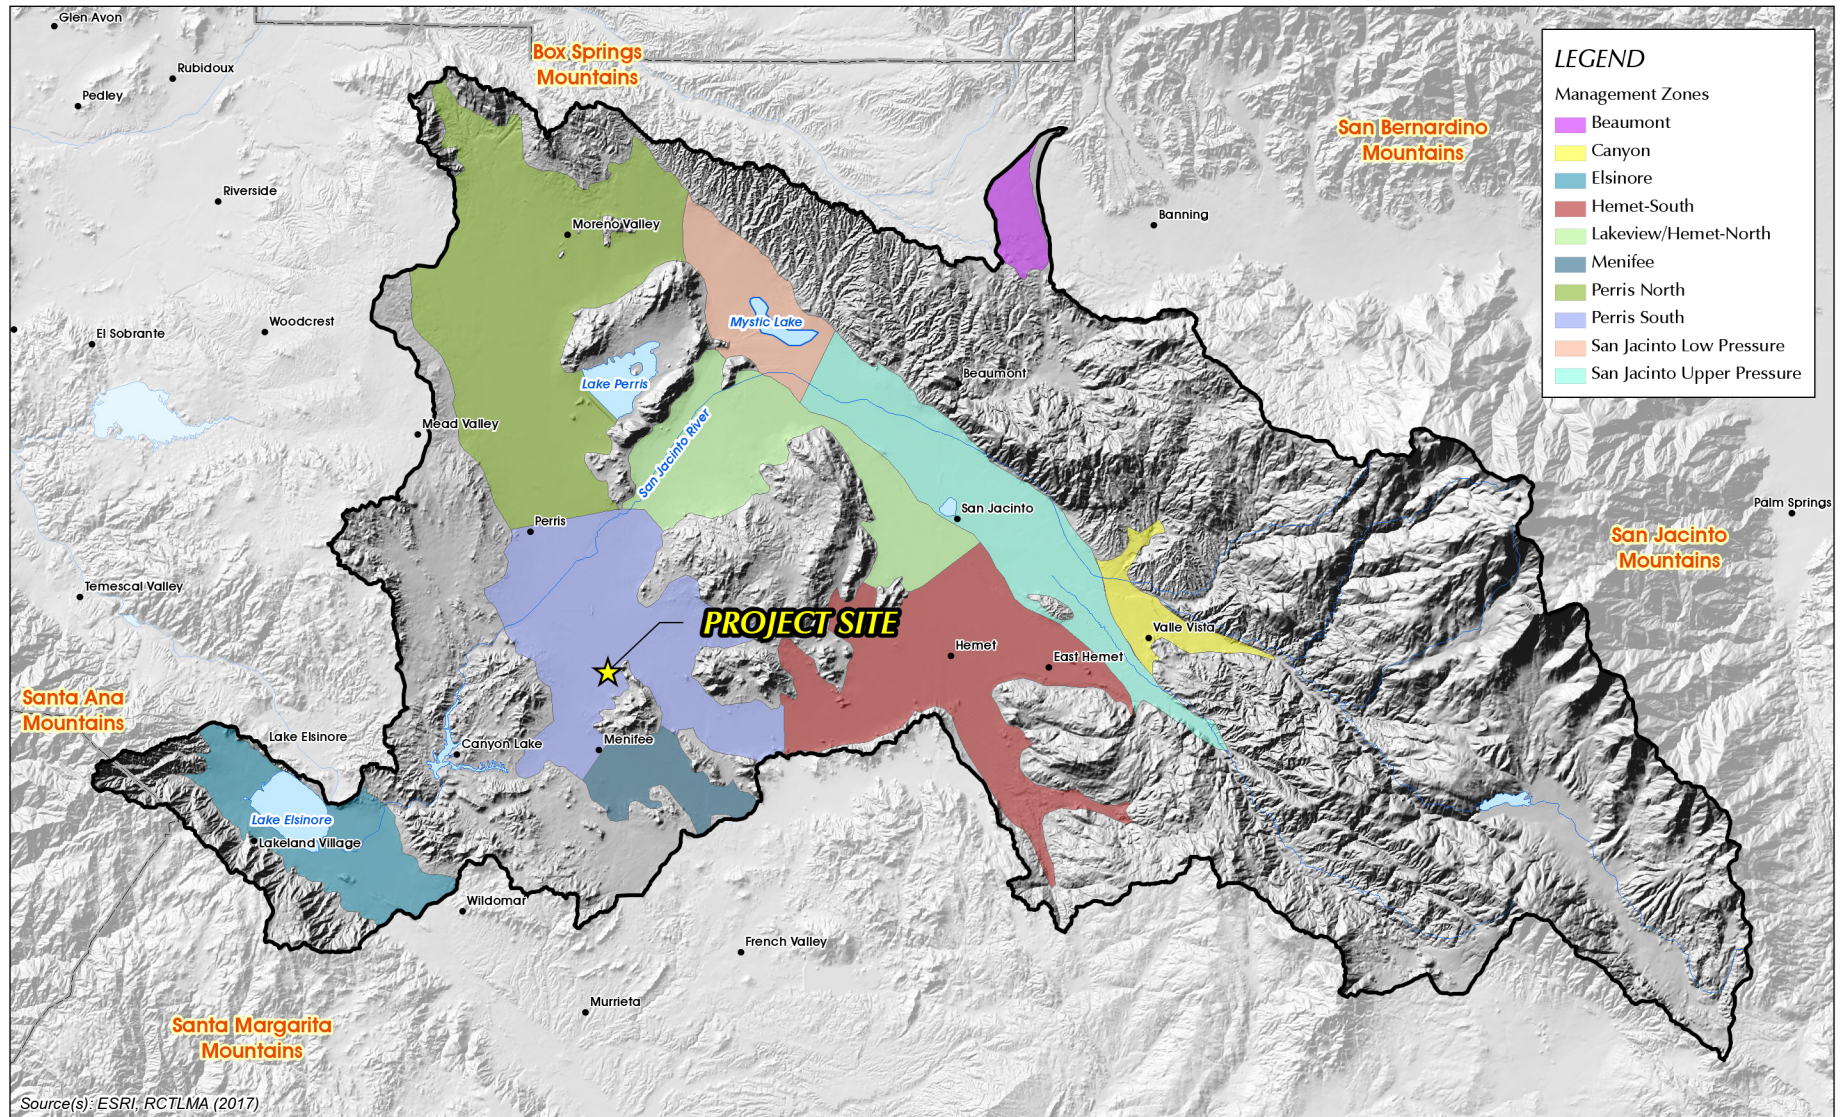 Glen Avon
Rubidoux
Pedley
Box Springs
Mountains
San Bernardino
Mountains
LEGEND
Management Zones
Beaumont
Canyon
Elsinore
Hemet-South
Lakeview/Hemet-North
Menifee
Perris North
Perris South
San Jacinto Low Pressure
San Jacinto Upper Pressure
Riverside
Banning
Moreno Valley
Woodcrest
El Sobrante
Mystic Lake
Beaumont
Lake Perris
Mead Valley
San Jacinto River
San Jacinto
Palm Springs
Perris
San Jacinto
Mountains
Temescal Valley
PROJECT SITE
Valle Vista
Hemet
East Hemet
Santa Ana
Mountains
Lake Elsinore
Canyon Lake
Menifee
Lake Elsinore
Lakeland Village
Wildomar
French Valley
Murrieta
Santa Margarita
Mountains
Source(s): ESRI, RCTLMA (2017)